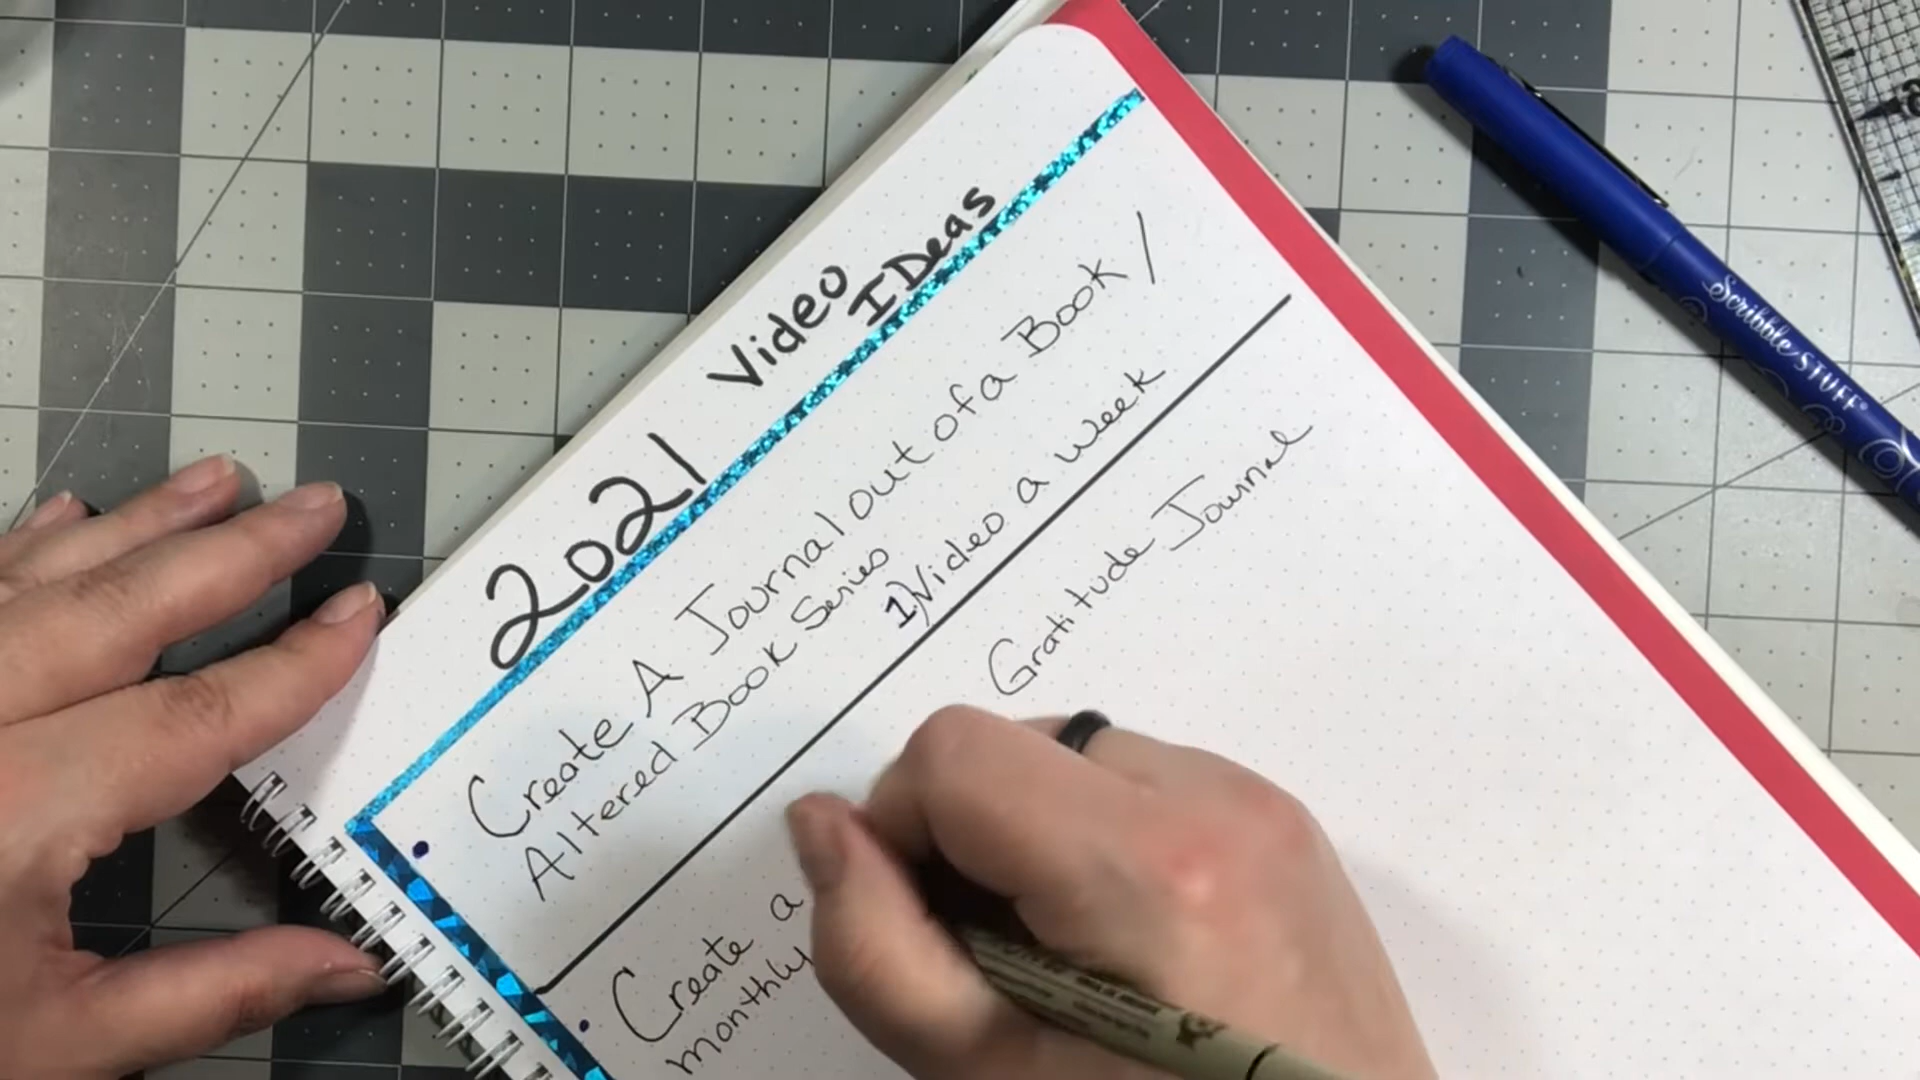 2021 Video IDeas
Create A Journal out of a Book /
Altered Book Series
1) Video a week
Create a Gratitude Journal
monthly
Scribble STUFF